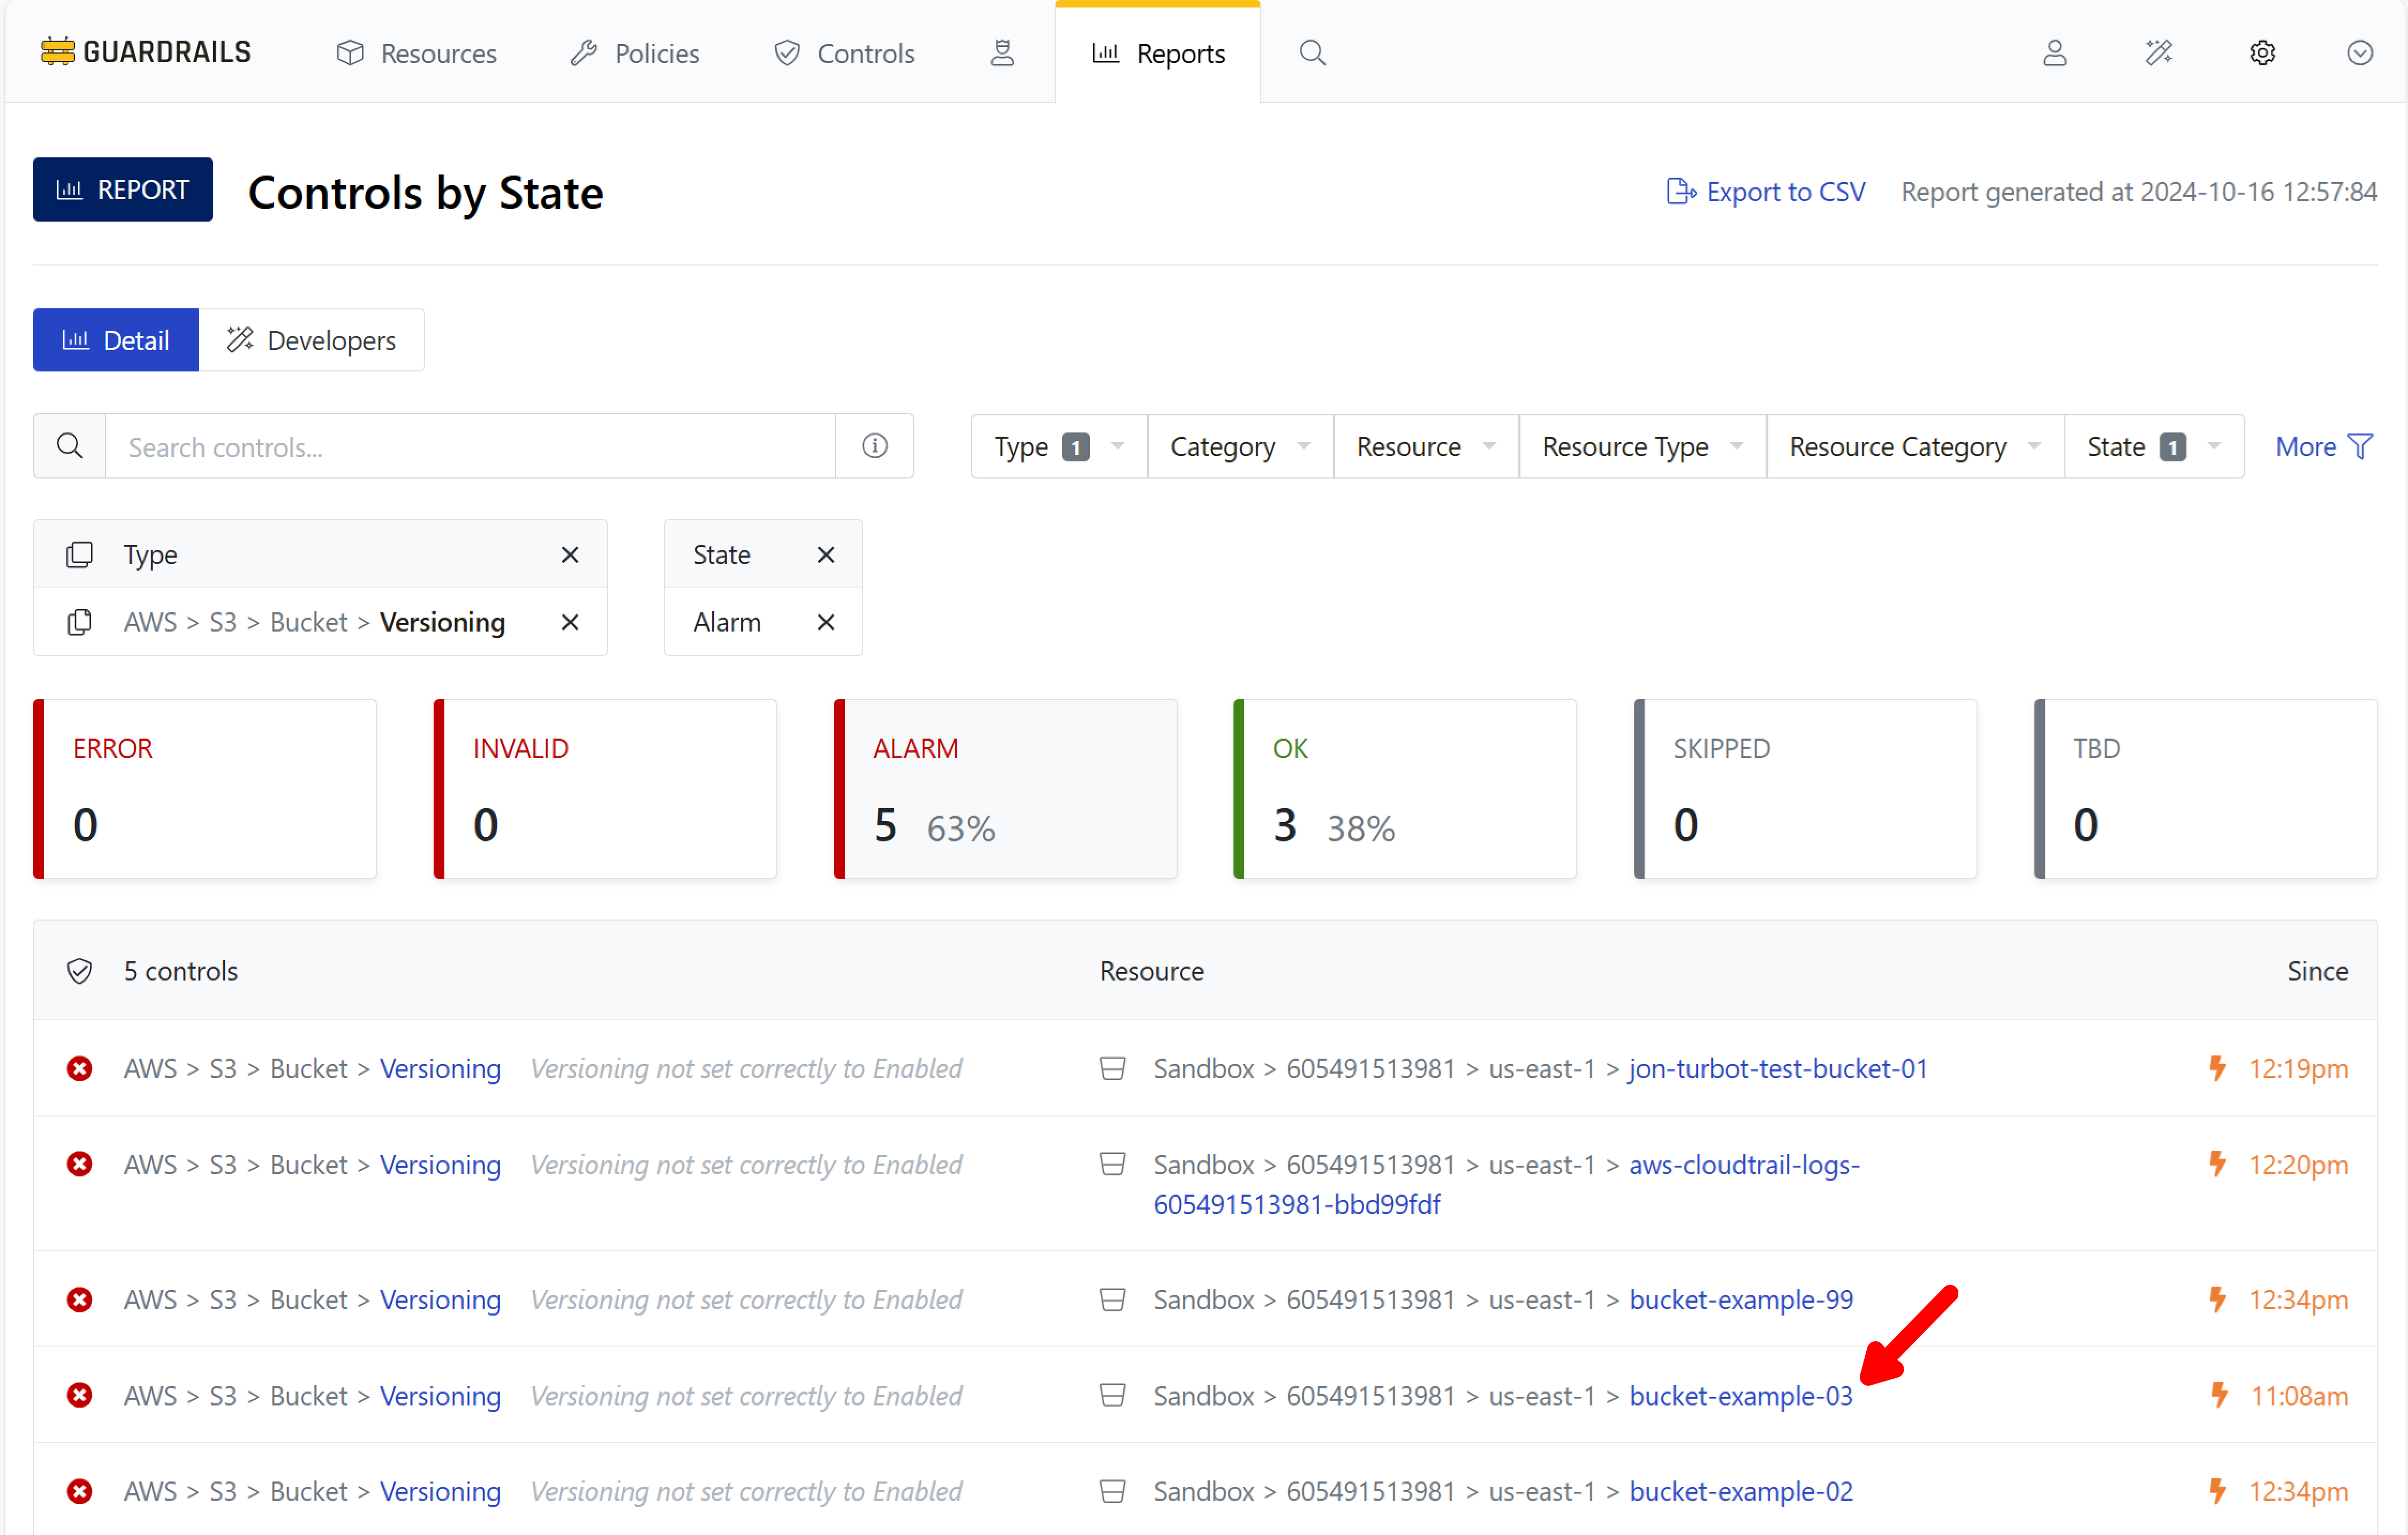 GUARDRAILS Resources Policies Controls Reports
REPORT Controls by State Export to CSV Report generated at 2024-10-16 12:57:84
Detail Developers
Search controls... Type 1 Category Resource Resource Type Resource Category State 1 More
Type State
AWS > S3 > Bucket > Versioning Alarm
ERROR INVALID ALARM OK SKIPPED TBD
0 0 5 63% 3 38% 0 0
5 controls Resource Since
AWS > S3 > Bucket > Versioning Versioning not set correctly to Enabled Sandbox > 605491513981 > us-east-1 > jon-turbot-test-bucket-01 12:19pm
AWS > S3 > Bucket > Versioning Versioning not set correctly to Enabled Sandbox > 605491513981 > us-east-1 > aws-cloudtrail-logs- 12:20pm
605491513981-bbd99fdf
AWS > S3 > Bucket > Versioning Versioning not set correctly to Enabled Sandbox > 605491513981 > us-east-1 > bucket-example-99 12:34pm
AWS > S3 > Bucket > Versioning Versioning not set correctly to Enabled Sandbox > 605491513981 > us-east-1 > bucket-example-03 11:08am
AWS > S3 > Bucket > Versioning Versioning not set correctly to Enabled Sandbox > 605491513981 > us-east-1 > bucket-example-02 12:34pm